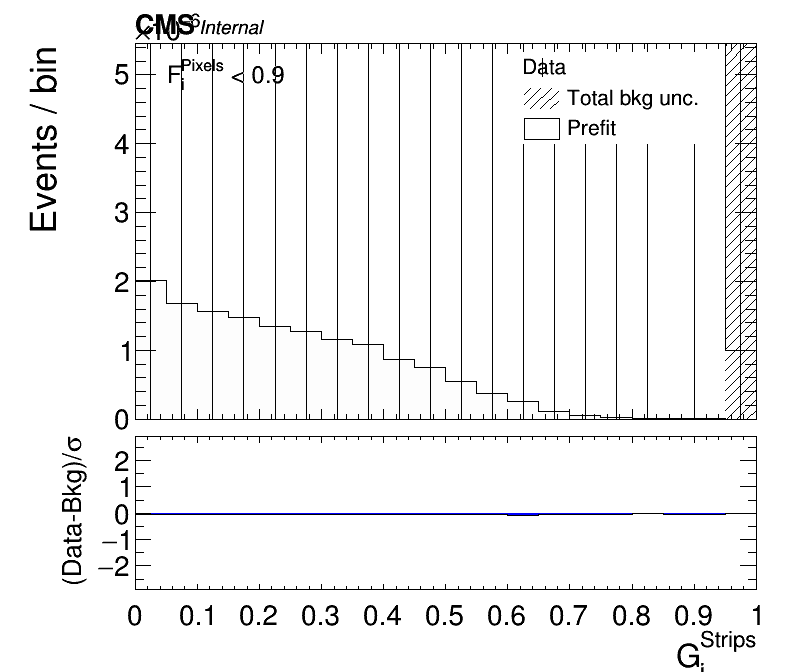 CMS Internal
×10⁻⁶
F_i^Pixels < 0.9
Data
Total bkg unc.
Prefit
Events / bin
5
4
3
2
1
0
(Data-Bkg)/σ
2
1
0
−1
−2
0 0.1 0.2 0.3 0.4 0.5 0.6 0.7 0.8 0.9 1
G_i^Strips